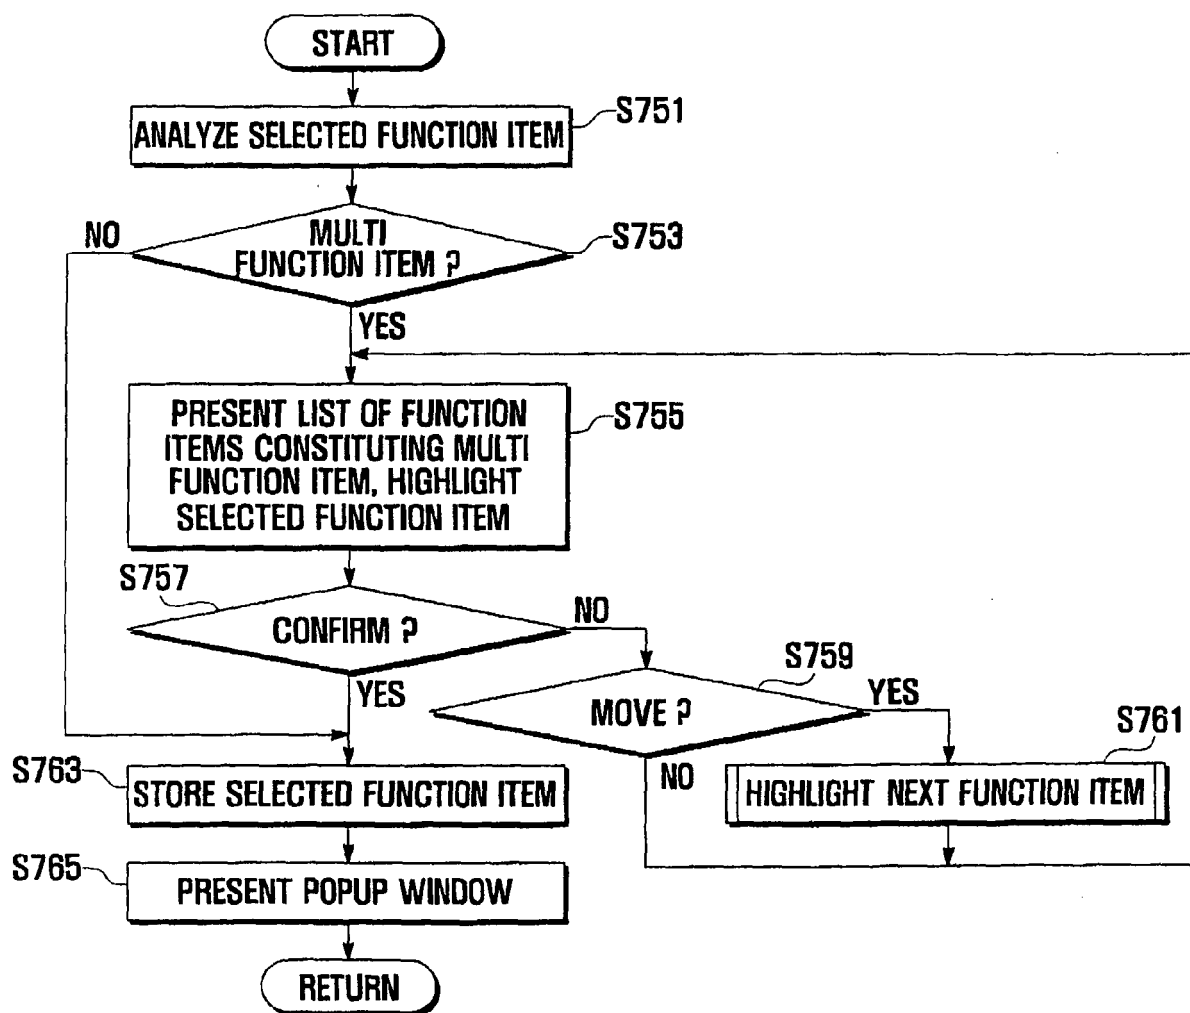 START
S751
ANALYZE SELECTED FUNCTION ITEM
NO
MULTI
FUNCTION ITEM ?
S753
YES
PRESENT LIST OF FUNCTION
ITEMS CONSTITUTING MULTI
FUNCTION ITEM, HIGHLIGHT
SELECTED FUNCTION ITEM
S755
S757
CONFIRM ?
NO
YES
S759
MOVE ?
YES
NO
S761
HIGHLIGHT NEXT FUNCTION ITEM
S763
STORE SELECTED FUNCTION ITEM
S765
PRESENT POPUP WINDOW
RETURN